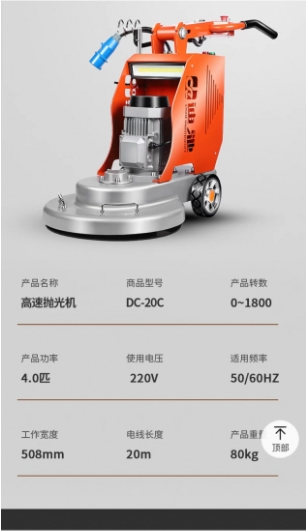 产品名称 商品型号 产品转数
高速抛光机 DC-20C 0~1800
产品功率 使用电压 适用频率
4.0匹 220V 50/60HZ
工作宽度 电线长度 产品重
508mm 20m 80kg
顶部